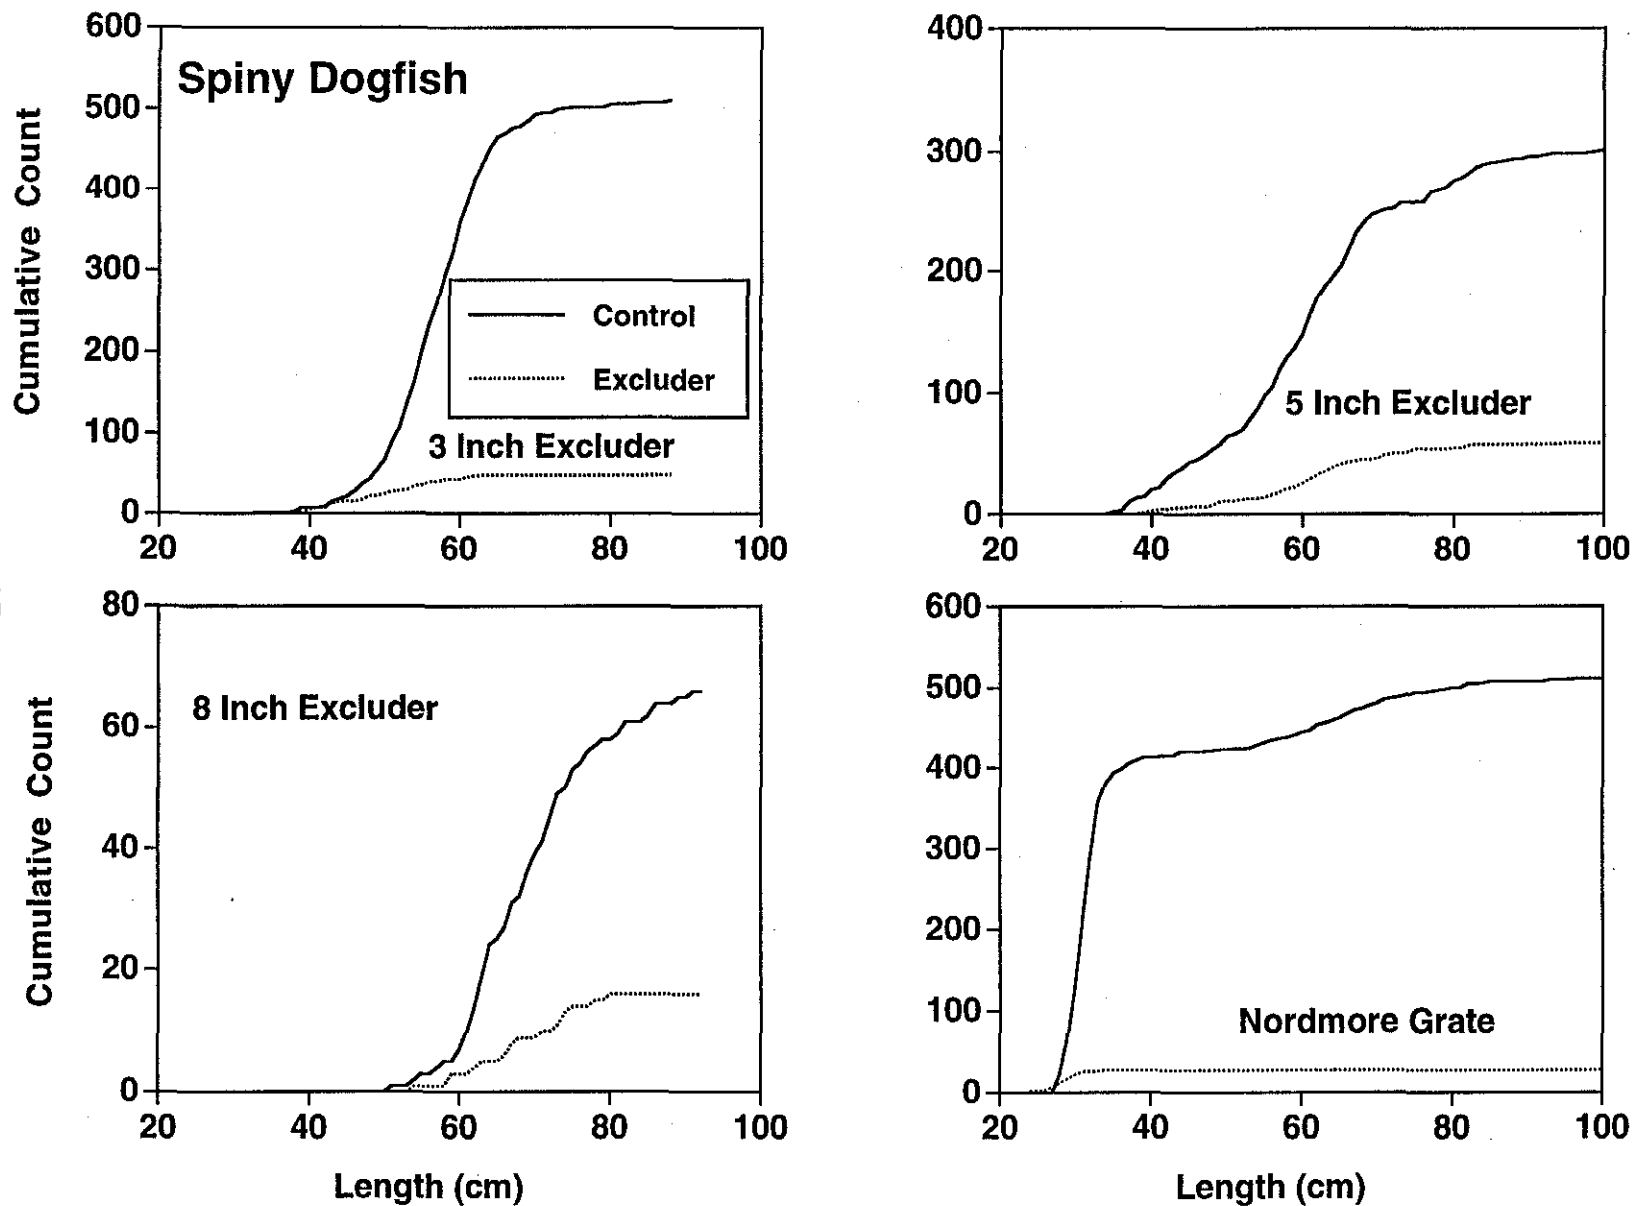 Spiny Dogfish
Cumulative Count
600
500
400
300
200
100
0
20 40 60 80 100
Control
Excluder
3 Inch Excluder
400
300
200
100
0
20 40 60 80 100
5 Inch Excluder
Cumulative Count
80
60
40
20
0
20 40 60 80 100
8 Inch Excluder
Length (cm)
600
500
400
300
200
100
0
20 40 60 80 100
Nordmore Grate
Length (cm)